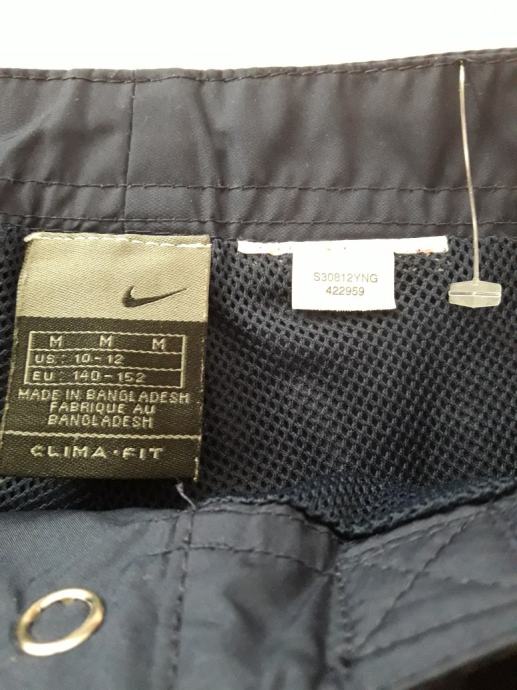 M M M
US: 10-12
EU: 140-152
MADE IN BANGLADESH
FABRIQUE AU
BANGLADESH
CLIMA·FIT
S30812YNG
422959